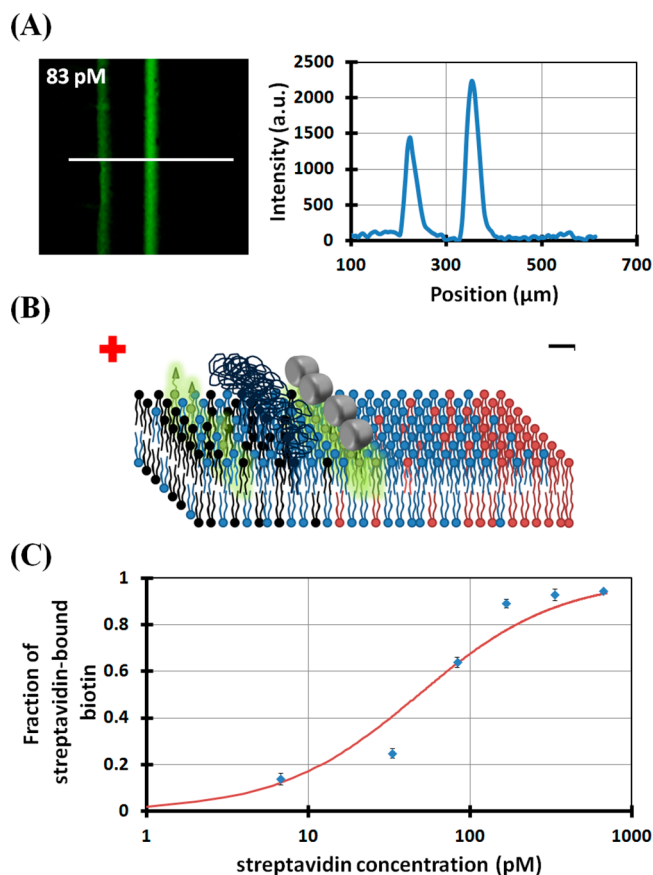 (A)
83 pM
2500
2000
1500
1000
500
0
100
300
500
700
Intensity (a.u.)
Position (µm)
(B)
(C)
1
0.8
0.6
0.4
0.2
0
1
10
100
1000
Fraction of
streptavidin-bound
biotin
streptavidin concentration (pM)